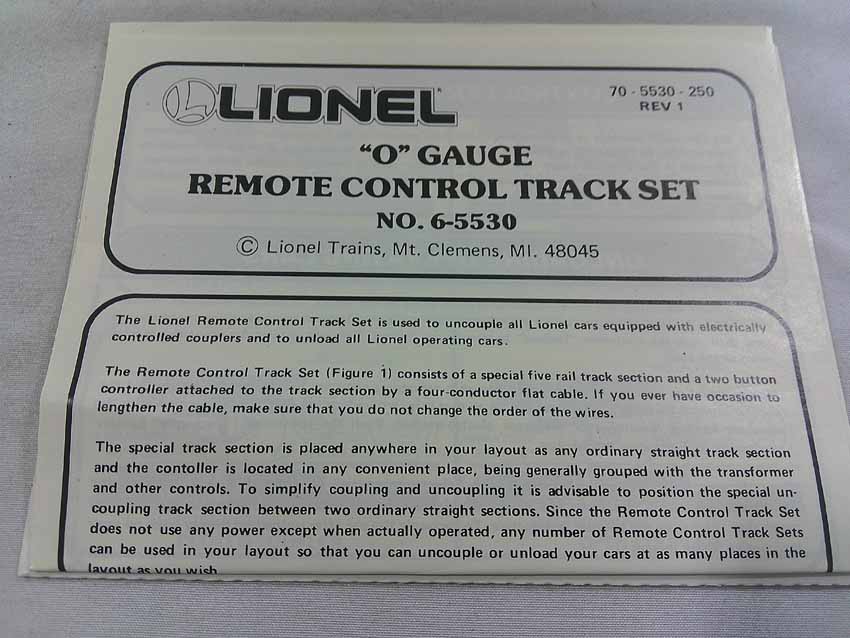 LIONEL
70 - 5530 - 250
REV 1
"O" GAUGE
REMOTE CONTROL TRACK SET
NO. 6-5530
© Lionel Trains, Mt. Clemens, MI. 48045
The Lionel Remote Control Track Set is used to uncouple all Lionel cars equipped with electrically
controlled couplers and to unload all Lionel operating cars.
The Remote Control Track Set (Figure 1) consists of a special five rail track section and a two button
controller attached to the track section by a four-conductor flat cable. If you ever have occasion to
lengthen the cable, make sure that you do not change the order of the wires.
The special track section is placed anywhere in your layout as any ordinary straight track section
and the contoller is located in any convenient place, being generally grouped with the transformer
and other controls. To simplify coupling and uncoupling it is advisable to position the special un-
coupling track section between two ordinary straight sections. Since the Remote Control Track Set
does not use any power except when actually operated, any number of Remote Control Track Sets
can be used in your layout so that you can uncouple or unload your cars at as many places in the
layout as you wish